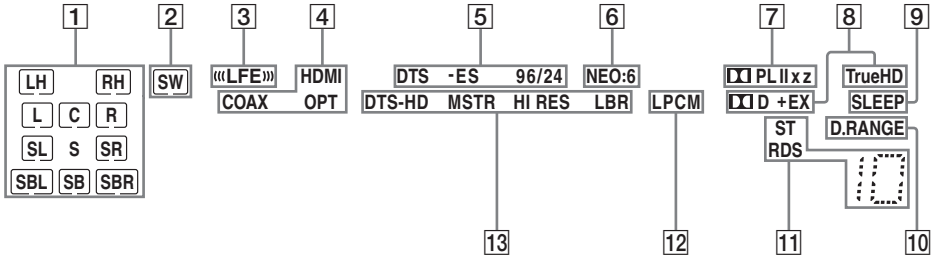 1 2 3 4 5 6 7 8 9
LH RH SW LFE HDMI DTS -ES 96/24 NEO:6 PL II x z TrueHD
COAX OPT DTS-HD MSTR HI RES LBR LPCM D +EX SLEEP
L C R
ST D.RANGE
SL S SR
RDS
SBL SB SBR
10
13 12 11 10